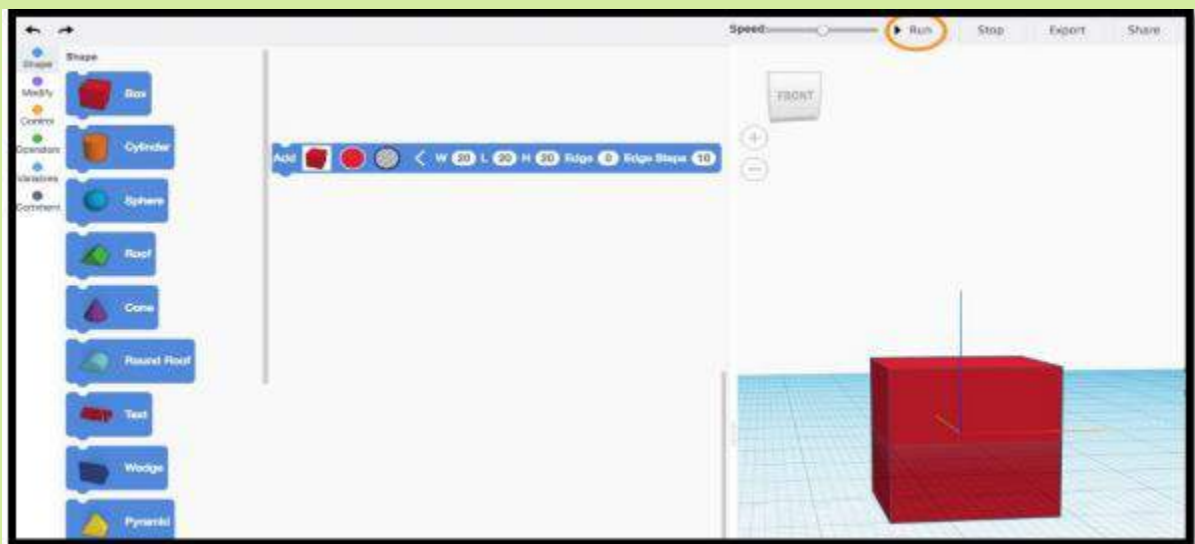 Speed: Run Stop Export Share
Shape
Modify
Control
Operators
Variables
Comment
Shape
Box
Cylinder
Sphere
Roof
Cone
Round Roof
Text
Wedge
Pyramid
Add < W 20 L 20 H 20 Edge 0 Edge Steps 10
FRONT